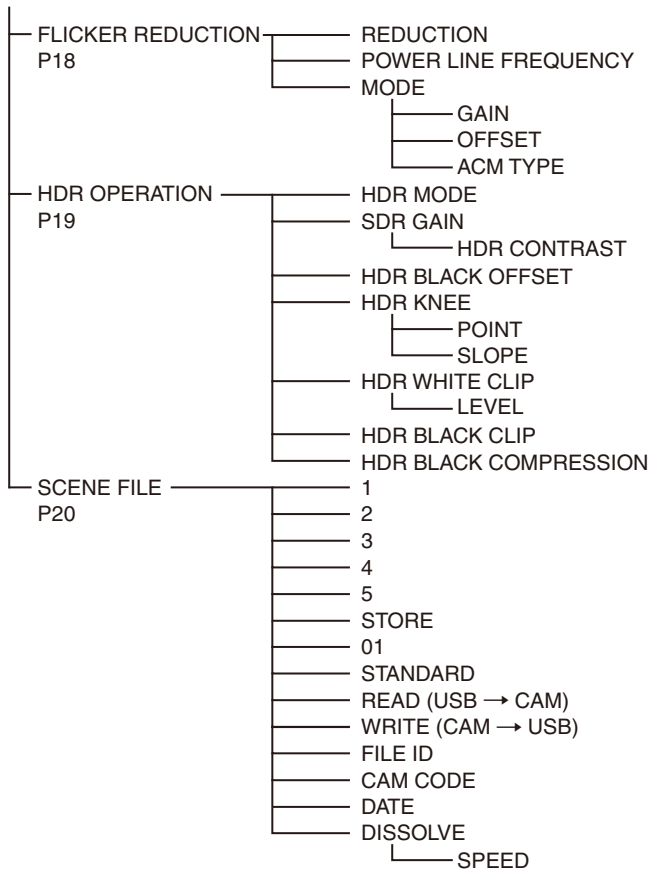 FLICKER REDUCTION
P18
REDUCTION
POWER LINE FREQUENCY
MODE
GAIN
OFFSET
ACM TYPE
HDR OPERATION
P19
HDR MODE
SDR GAIN
HDR CONTRAST
HDR BLACK OFFSET
HDR KNEE
POINT
SLOPE
HDR WHITE CLIP
LEVEL
HDR BLACK CLIP
HDR BLACK COMPRESSION
SCENE FILE
P20
1
2
3
4
5
STORE
01
STANDARD
READ (USB → CAM)
WRITE (CAM → USB)
FILE ID
CAM CODE
DATE
DISSOLVE
SPEED